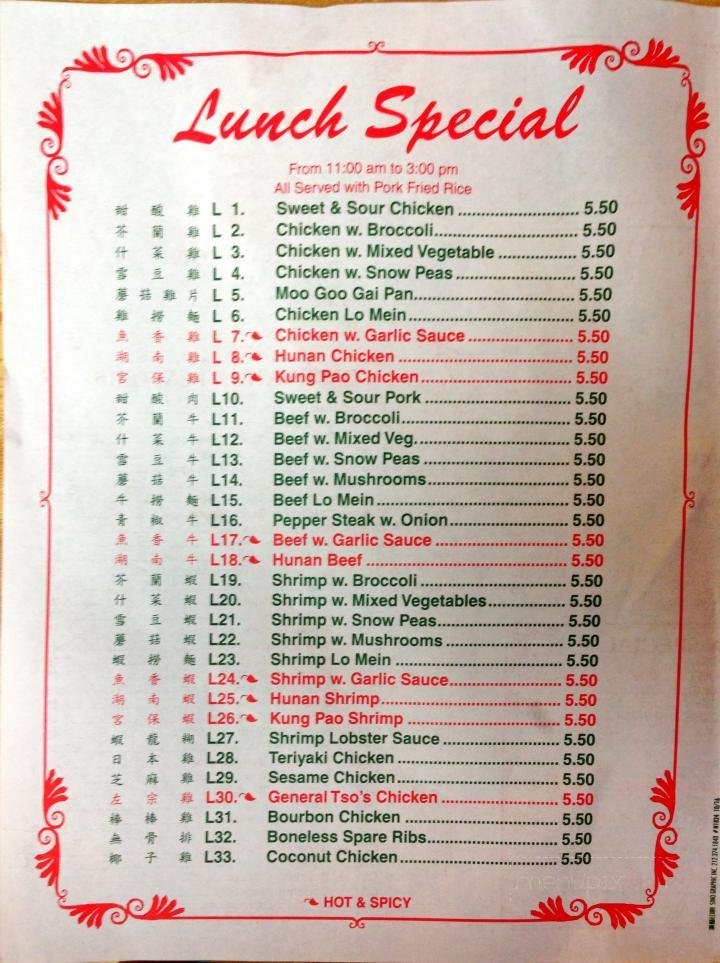 Lunch Special
From 11:00 am to 3:00 pm
All Served with Pork Fried Rice
甜 酸 雞 L 1. Sweet & Sour Chicken ........................ 5.50
芥 蘭 雞 L 2. Chicken w. Broccoli............................ 5.50
什 菜 雞 L 3. Chicken w. Mixed Vegetable ................ 5.50
雪 豆 雞 L 4. Chicken w. Snow Peas ........................ 5.50
蘑 菇 雞 片 L 5. Moo Goo Gai Pan............................... 5.50
雞 撈 麵 L 6. Chicken Lo Mein ................................ 5.50
魚 香 雞 L 7. Chicken w. Garlic Sauce ..................... 5.50
湖 南 雞 L 8. Hunan Chicken .................................. 5.50
宮 保 雞 L 9. Kung Pao Chicken.............................. 5.50
甜 酸 肉 L10. Sweet & Sour Pork ............................. 5.50
芥 蘭 牛 L11. Beef w. Broccoli................................. 5.50
什 菜 牛 L12. Beef w. Mixed Veg.............................. 5.50
雪 豆 牛 L13. Beef w. Snow Peas ............................. 5.50
蘑 菇 牛 L14. Beef w. Mushrooms............................. 5.50
牛 撈 麵 L15. Beef Lo Mein ..................................... 5.50
青 椒 牛 L16. Pepper Steak w. Onion........................ 5.50
魚 香 牛 L17. Beef w. Garlic Sauce .......................... 5.50
湖 南 牛 L18. Hunan Beef ....................................... 5.50
芥 蘭 蝦 L19. Shrimp w. Broccoli ............................. 5.50
什 菜 蝦 L20. Shrimp w. Mixed Vegetables................. 5.50
雪 豆 蝦 L21. Shrimp w. Snow Peas.......................... 5.50
蘑 菇 蝦 L22. Shrimp w. Mushrooms ........................ 5.50
蝦 撈 麵 L23. Shrimp Lo Mein ................................. 5.50
魚 香 蝦 L24. Shrimp w. Garlic Sauce........................ 5.50
湖 南 蝦 L25. Hunan Shrimp.................................... 5.50
宮 保 蝦 L26. Kung Pao Shrimp ............................... 5.50
蝦 龍 糊 L27. Shrimp Lobster Sauce ......................... 5.50
日 本 雞 L28. Teriyaki Chicken ................................. 5.50
芝 麻 雞 L29. Sesame Chicken ................................. 5.50
左 宗 雞 L30. General Tso's Chicken ......................... 5.50
棒 棒 雞 L31. Bourbon Chicken ................................ 5.50
無 骨 排 L32. Boneless Spare Ribs............................ 5.50
椰 子 雞 L33. Coconut Chicken................................. 5.50
HOT & SPICY
menupix